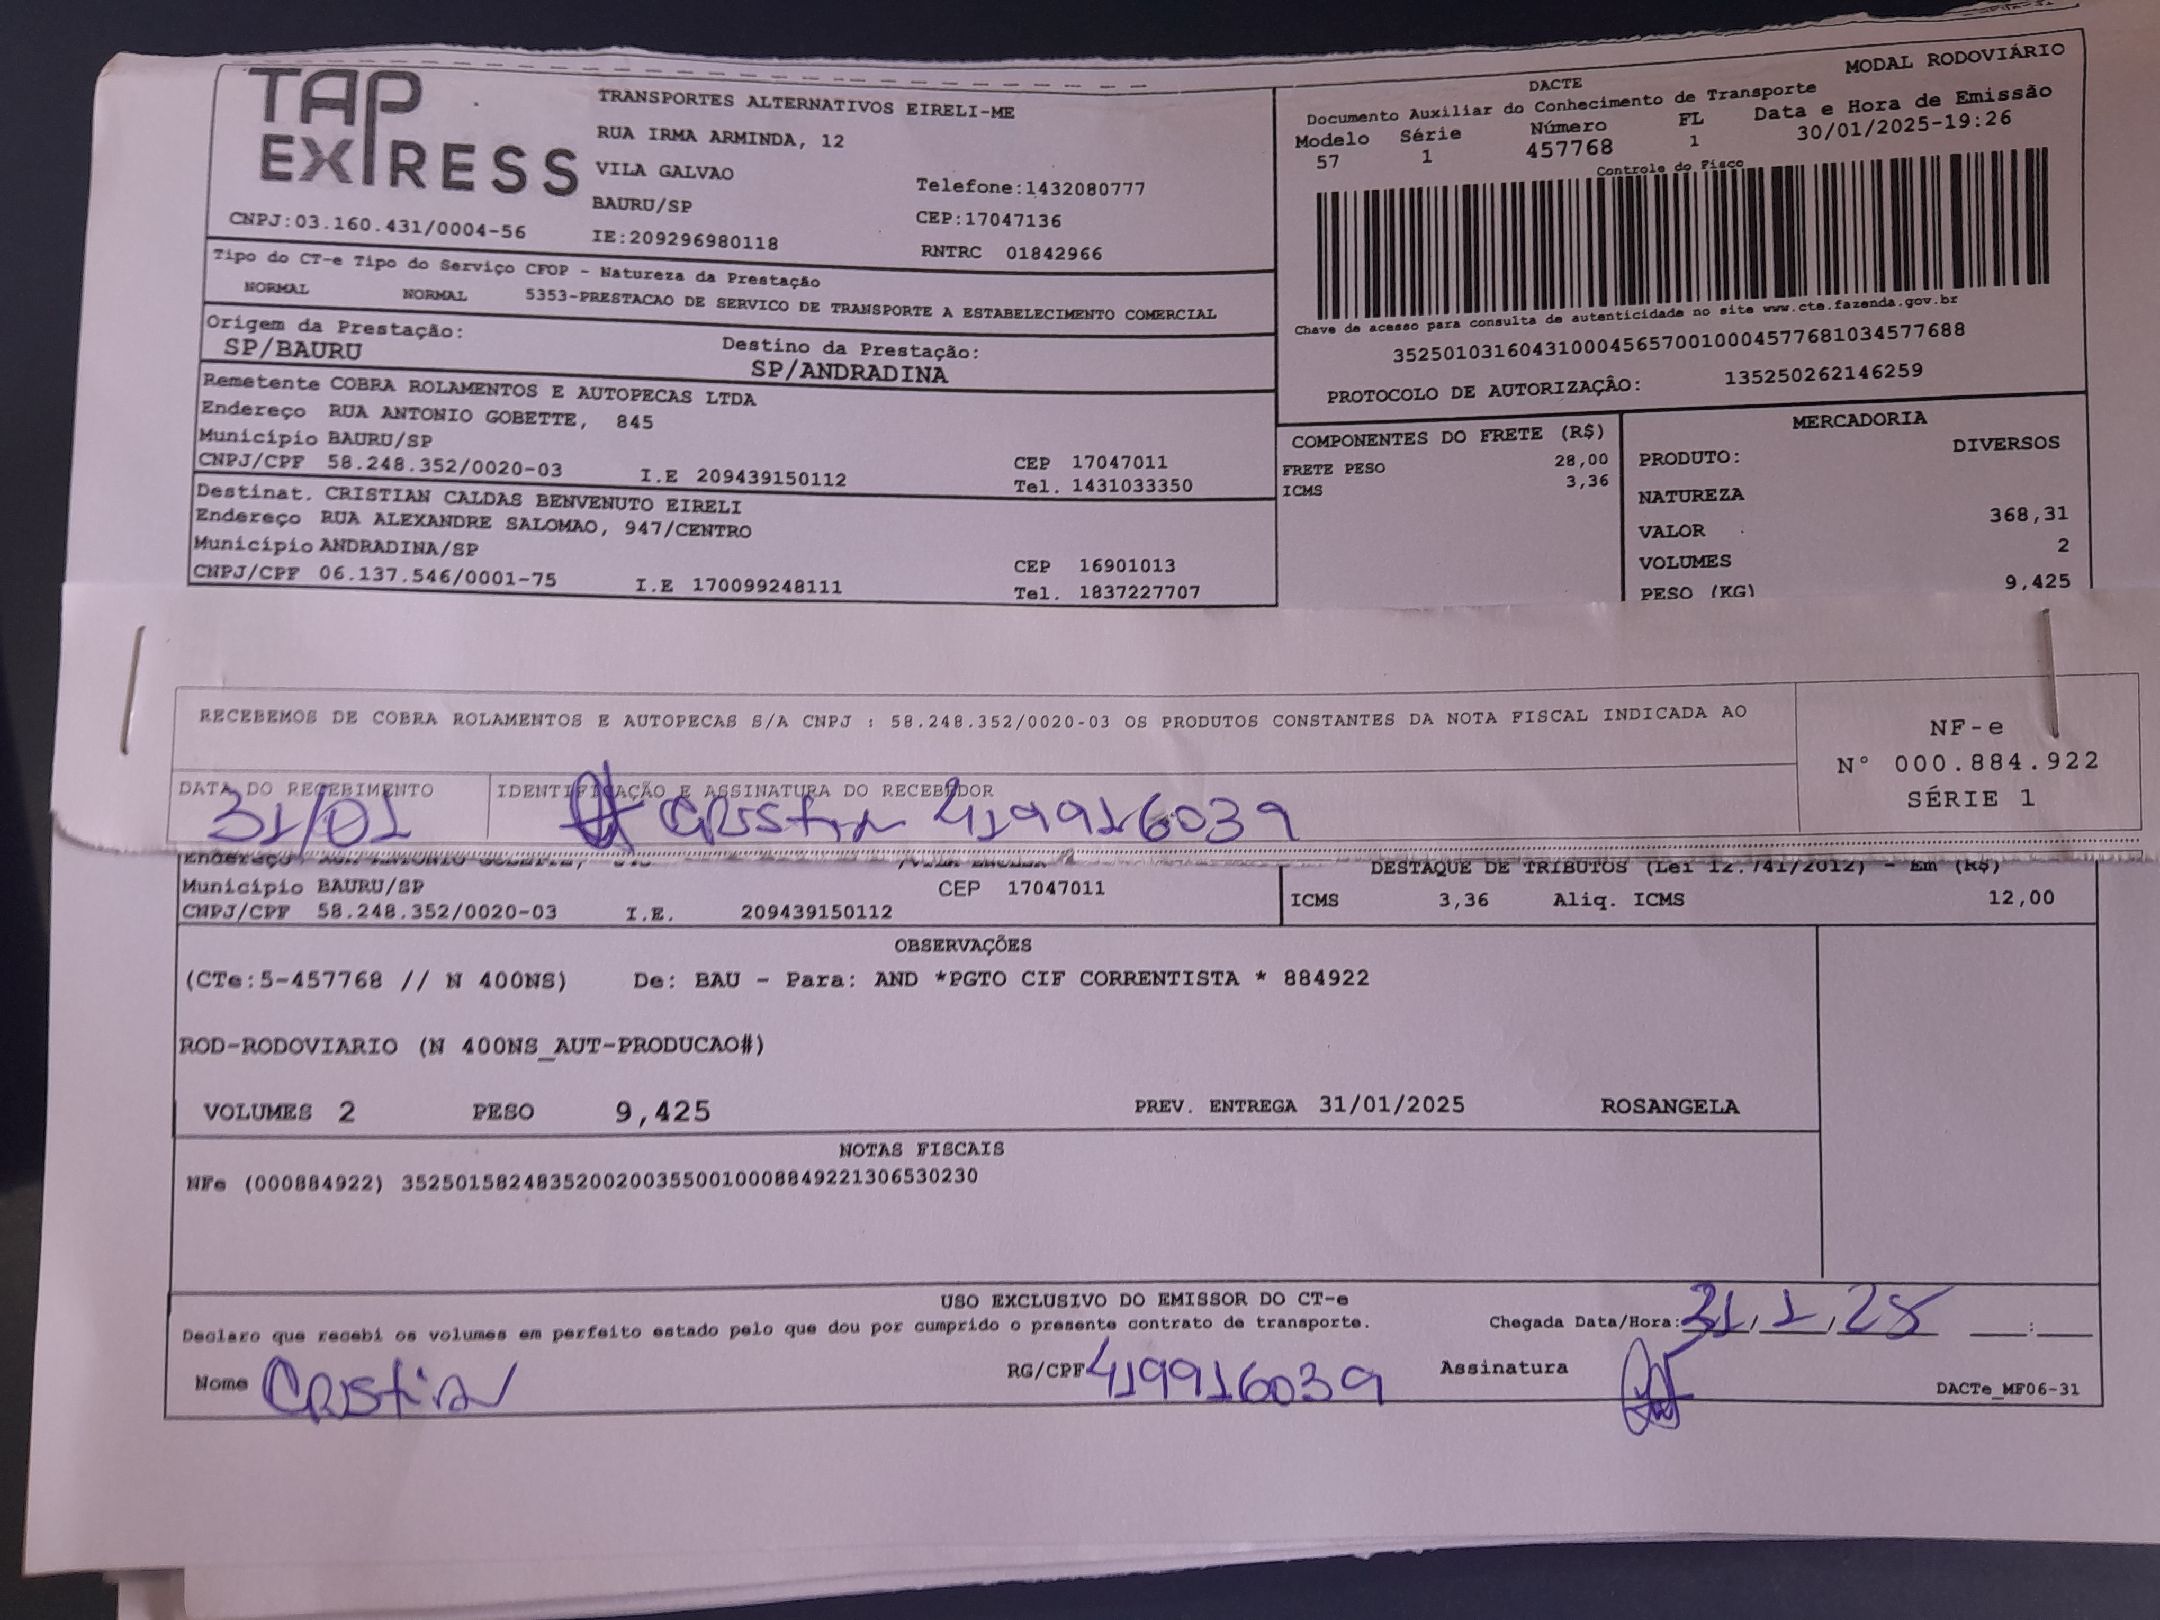 TAP EXPRESS
TRANSPORTES ALTERNATIVOS EIRELI-ME
RUA IRMA ARMINDA, 12
VILA GALVAO
BAURU/SP
Telefone:1432080777
CEP:17047136
CNPJ:03.160.431/0004-56 IE:209296980118 RNTRC 01842966
MODAL RODOVIÁRIO
DACTE
Documento Auxiliar do Conhecimento de Transporte
Modelo Série Número FL Data e Hora de Emissão
57 1 457768 1 30/01/2025-19:26
Controle do Fisco
Chave de acesso para consulta de autenticidade no site www.cte.fazenda.gov.br
35250103160431000456570010004577681034577688
PROTOCOLO DE AUTORIZAÇÂO: 135250262146259
Tipo do CT-e Tipo do Serviço CFOP - Natureza da Prestação
NORMAL NORMAL 5353-PRESTACAO DE SERVICO DE TRANSPORTE A ESTABELECIMENTO COMERCIAL
Origem da Prestação: Destino da Prestação:
SP/BAURU SP/ANDRADINA
Remetente COBRA ROLAMENTOS E AUTOPECAS LTDA
Endereço RUA ANTONIO GOBETTE, 845
Município BAURU/SP CEP 17047011
CNPJ/CPF 58.248.352/0020-03 I.E 209439150112 Tel. 1431033350
Destinat. CRISTIAN CALDAS BENVENUTO EIRELI
Endereço RUA ALEXANDRE SALOMAO, 947/CENTRO
Município ANDRADINA/SP CEP 16901013
CNPJ/CPF 06.137.546/0001-75 I.E 170099248111 Tel. 1837227707
COMPONENTES DO FRETE (R$)
FRETE PESO 28,00
ICMS 3,36
MERCADORIA
PRODUTO: DIVERSOS
NATUREZA
VALOR 368,31
VOLUMES 2
PESO (KG) 9,425
RECEBEMOS DE COBRA ROLAMENTOS E AUTOPECAS S/A CNPJ : 58.248.352/0020-03 OS PRODUTOS CONSTANTES DA NOTA FISCAL INDICADA AO
NF-e
N° 000.884.922
SÉRIE 1
DATA DO RECEBIMENTO IDENTIFICAÇÃO E ASSINATURA DO RECEBEDOR
31/01 Cristian 419916039
Município BAURU/SP CEP 17047011
CNPJ/CPF 58.248.352/0020-03 I.E. 209439150112
DESTAQUE DE TRIBUTOS (Lei 12.741/2012) - Em (R$)
ICMS 3,36 Aliq. ICMS 12,00
OBSERVAÇÕES
(CTe:5-457768 // N 400NS) De: BAU - Para: AND *PGTO CIF CORRENTISTA * 884922
ROD-RODOVIARIO (N 400NS_AUT-PRODUCAO#)
VOLUMES 2 PESO 9,425 PREV. ENTREGA 31/01/2025 ROSANGELA
NOTAS FISCAIS
NFe (000884922) 35250158248352002003550010008849221306530230
USO EXCLUSIVO DO EMISSOR DO CT-e
Declaro que recebi os volumes em perfeito estado pelo que dou por cumprido o presente contrato de transporte. Chegada Data/Hora: 31/1/25 __:__
Nome Cristian RG/CPF 419916039 Assinatura
DACTe_MF06-31